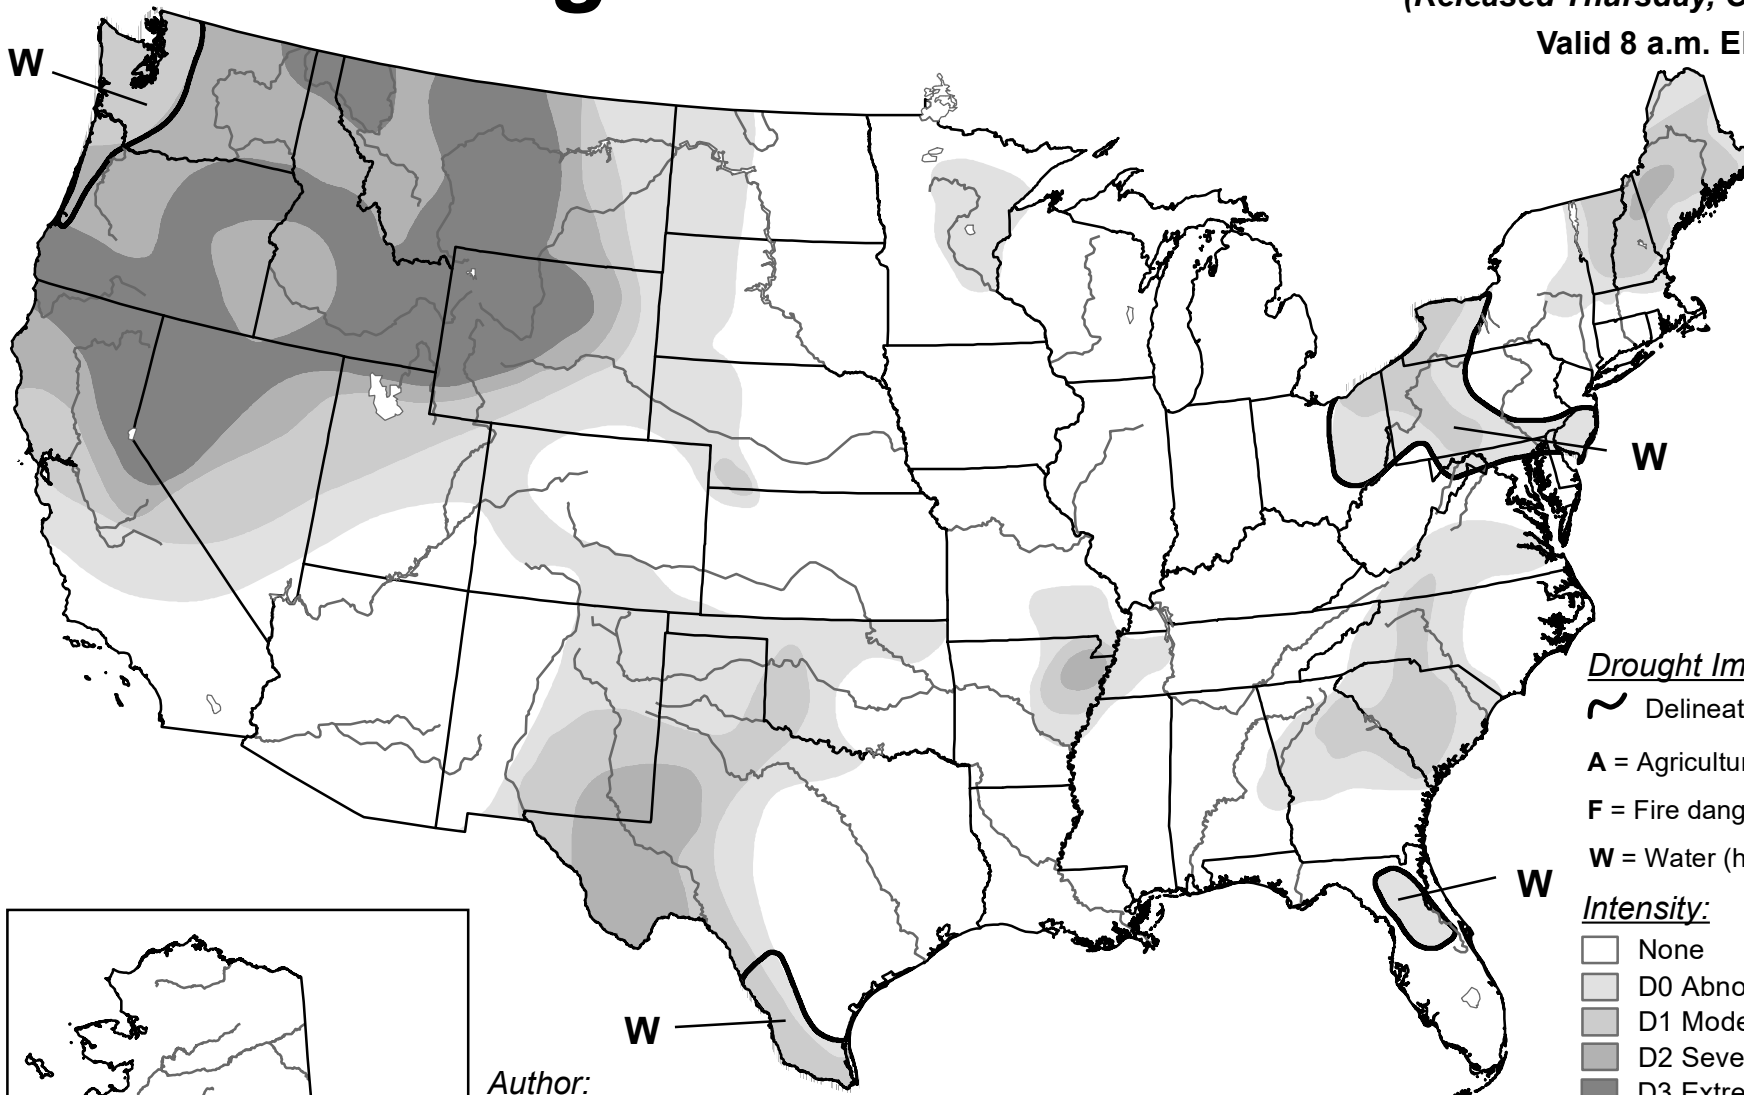 (Released Thursday,
Valid 8 a.m.
W
W
Drought
Delineat
A = Agricultur
F = Fire dang
W = Water (h
W
Intensity:
None
D0 Abno
D1 Mode
D2 Seve
D3 Extre
W
Author: